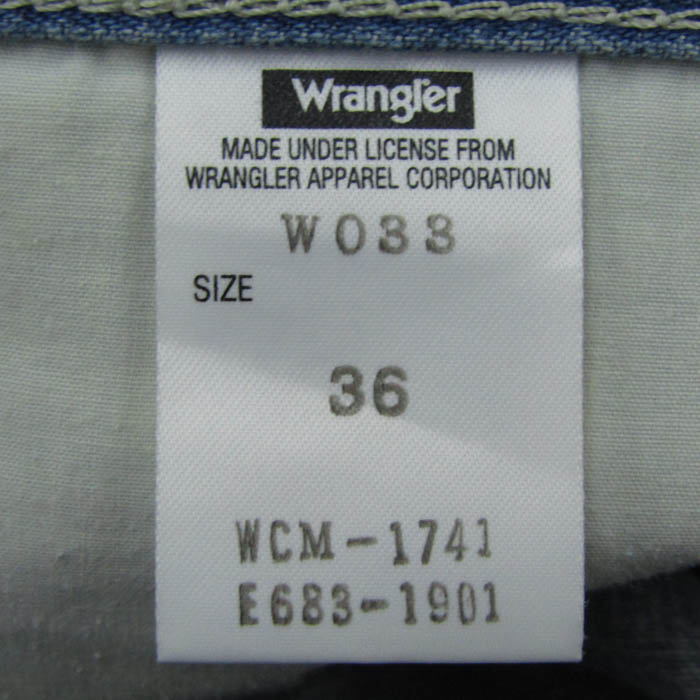 Wrangler
MADE UNDER LICENSE FROM
WRANGLER APPAREL CORPORATION
W033
SIZE
36
WCM-1741
E683-1901